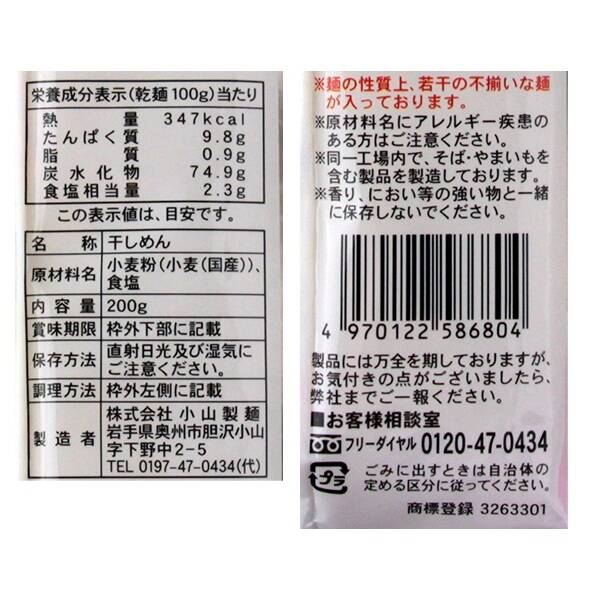 栄養成分表示(乾麺100g)当たり
熱量 347kcal
たんぱく質 9.8g
脂質 0.9g
炭水化物 74.9g
食塩相当量 2.3g
この表示値は、目安です。
名称 干しめん
原材料名 小麦粉(小麦(国産))、
食塩
内容量 200g
賞味期限 枠外下部に記載
保存方法 直射日光及び湿気に
ご注意ください。
調理方法 枠外左側に記載
製造者 株式会社 小山製麺
岩手県奥州市胆沢小山
字下野中2-5
TEL 0197-47-0434(代)
※麺の性質上、若干の不揃いな麺
が入っております。
※原材料名にアレルギー疾患の
ある方はご注意ください。
※同一工場内で、そば・やまいもを
含む製品を製造しております。
※香り、におい等の強い物と一緒
に保存しないでください。
4 970122 586804
製品には万全を期しておりますが、
お気付きの点がございましたら、
弊社までご一報ください。
■お客様相談室
フリーダイヤル 0120-47-0434
プラ
ごみに出すときは自治体の
定める区分に従ってください。
商標登録 3263301